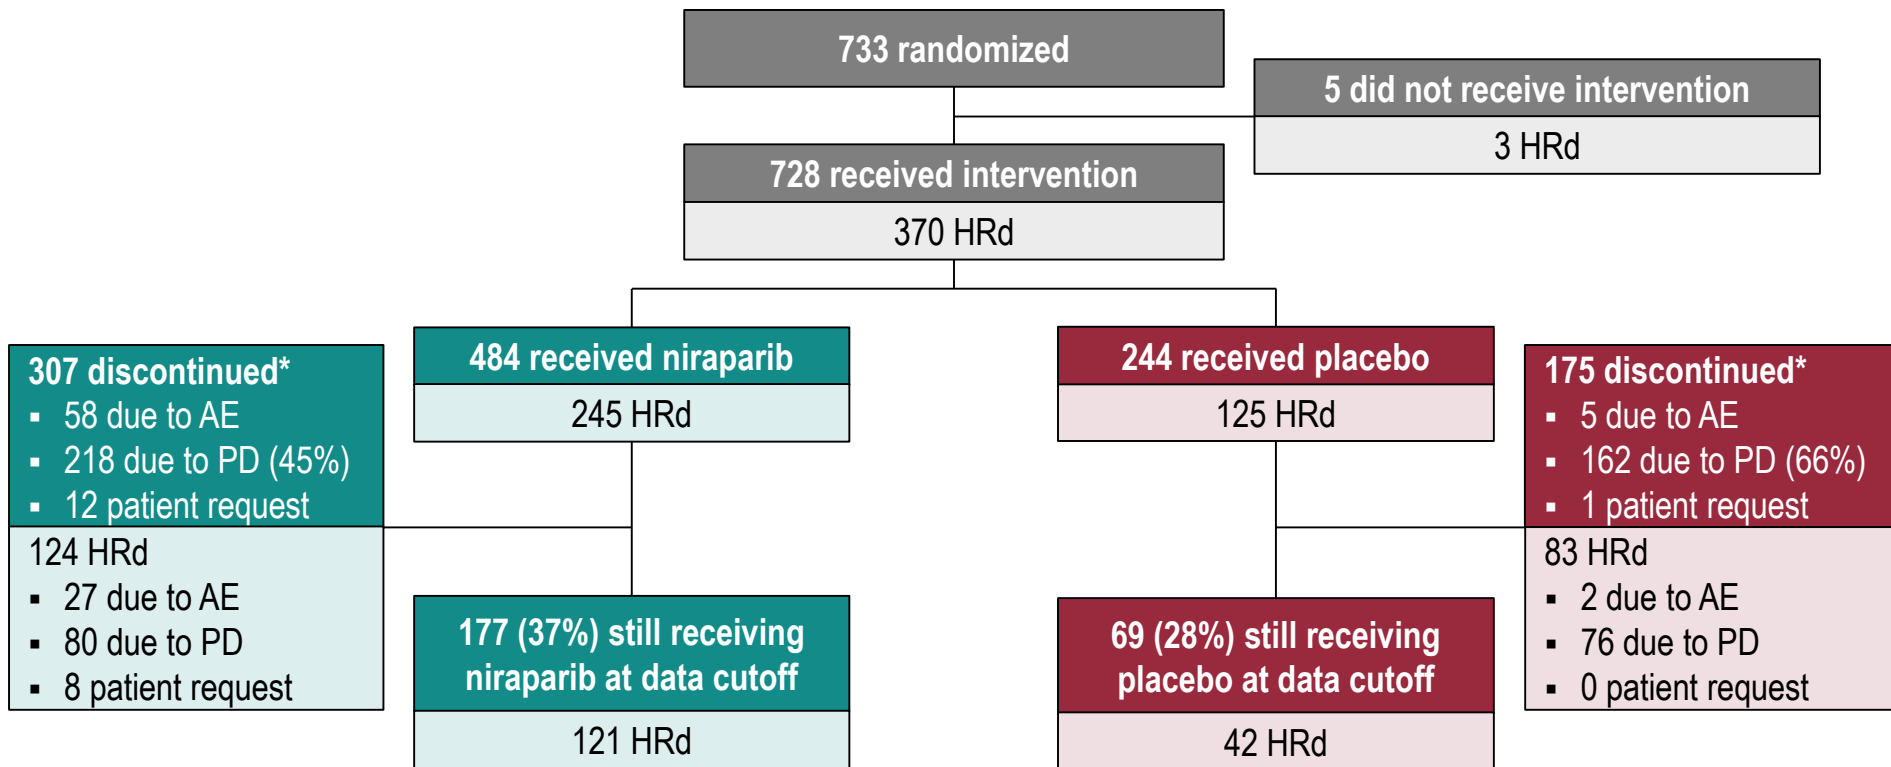 733 randomized
5 did not receive intervention
3 HRd
728 received intervention
370 HRd
484 received niraparib
245 HRd
244 received placebo
125 HRd
307 discontinued*
▪ 58 due to AE
▪ 218 due to PD (45%)
▪ 12 patient request
124 HRd
▪ 27 due to AE
▪ 80 due to PD
▪ 8 patient request
175 discontinued*
▪ 5 due to AE
▪ 162 due to PD (66%)
▪ 1 patient request
83 HRd
▪ 2 due to AE
▪ 76 due to PD
▪ 0 patient request
177 (37%) still receiving
niraparib at data cutoff
121 HRd
69 (28%) still receiving
placebo at data cutoff
42 HRd